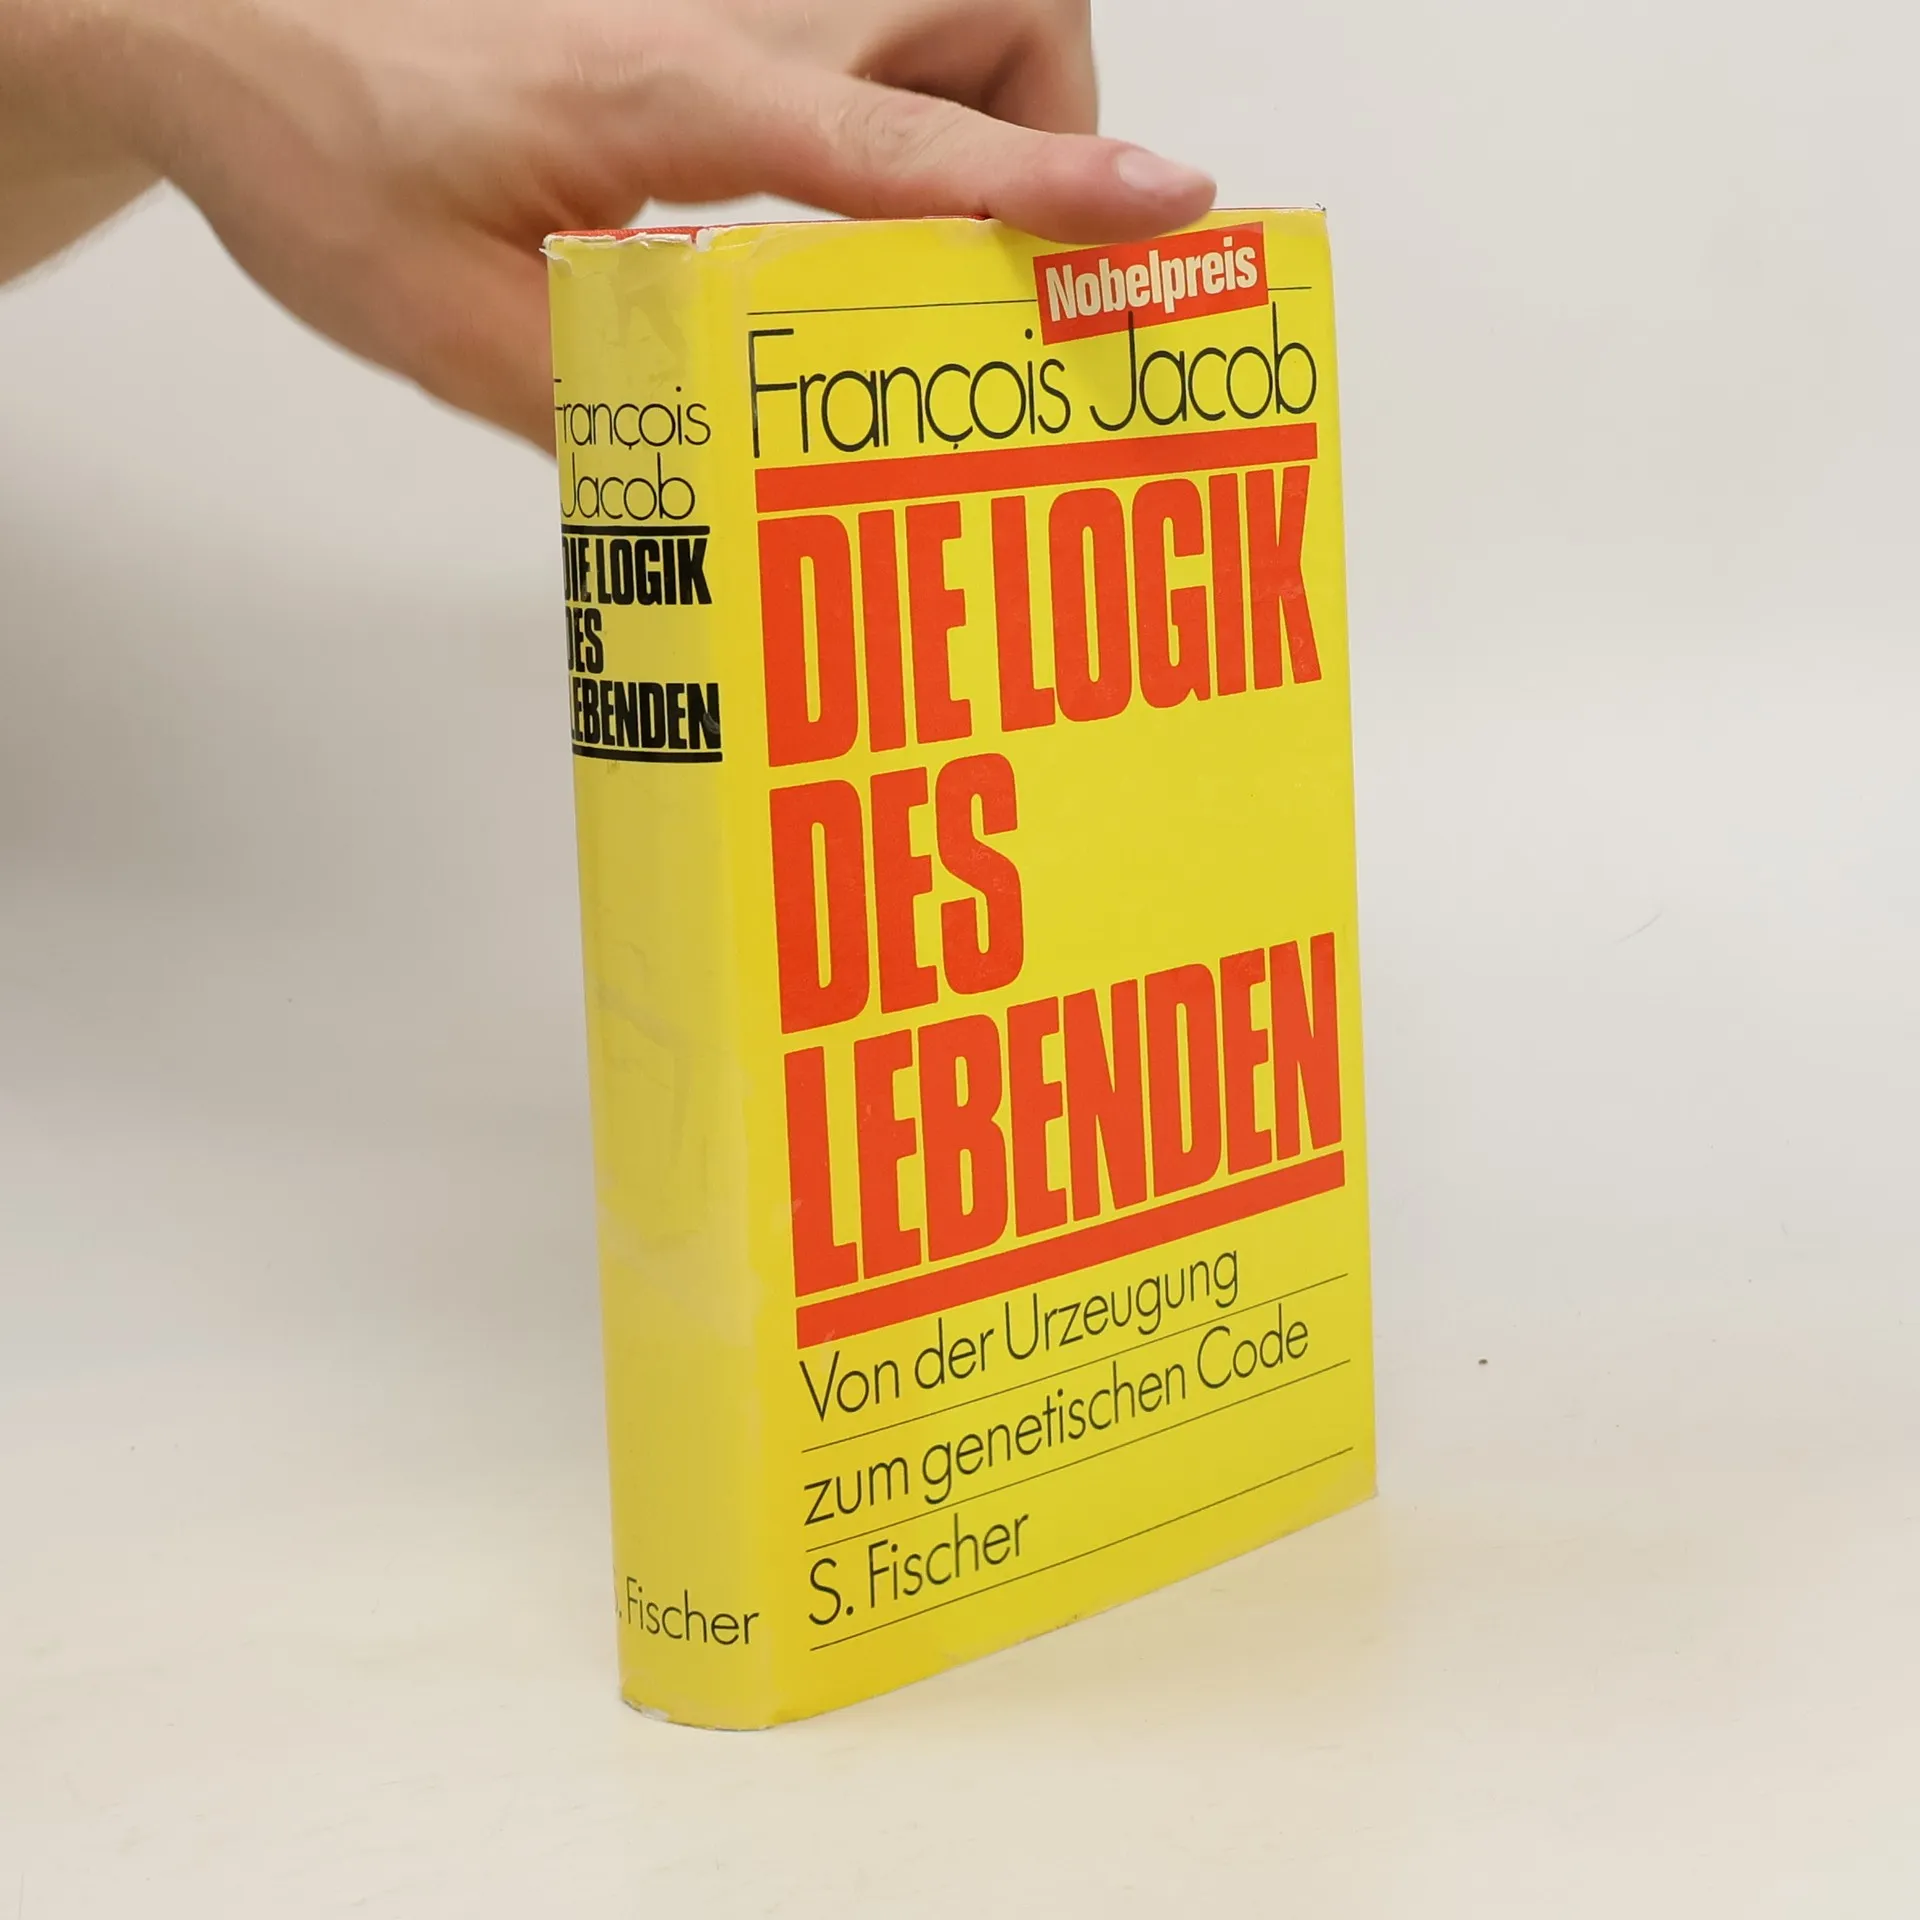 François
Jacob
DIE LOGIK
DES
LEBENDEN
S. Fischer
Nobelpreis
François Jacob
DIE LOGIK
DES
LEBENDEN
Von der Urzeugung
zum genetischen Code
S. Fischer